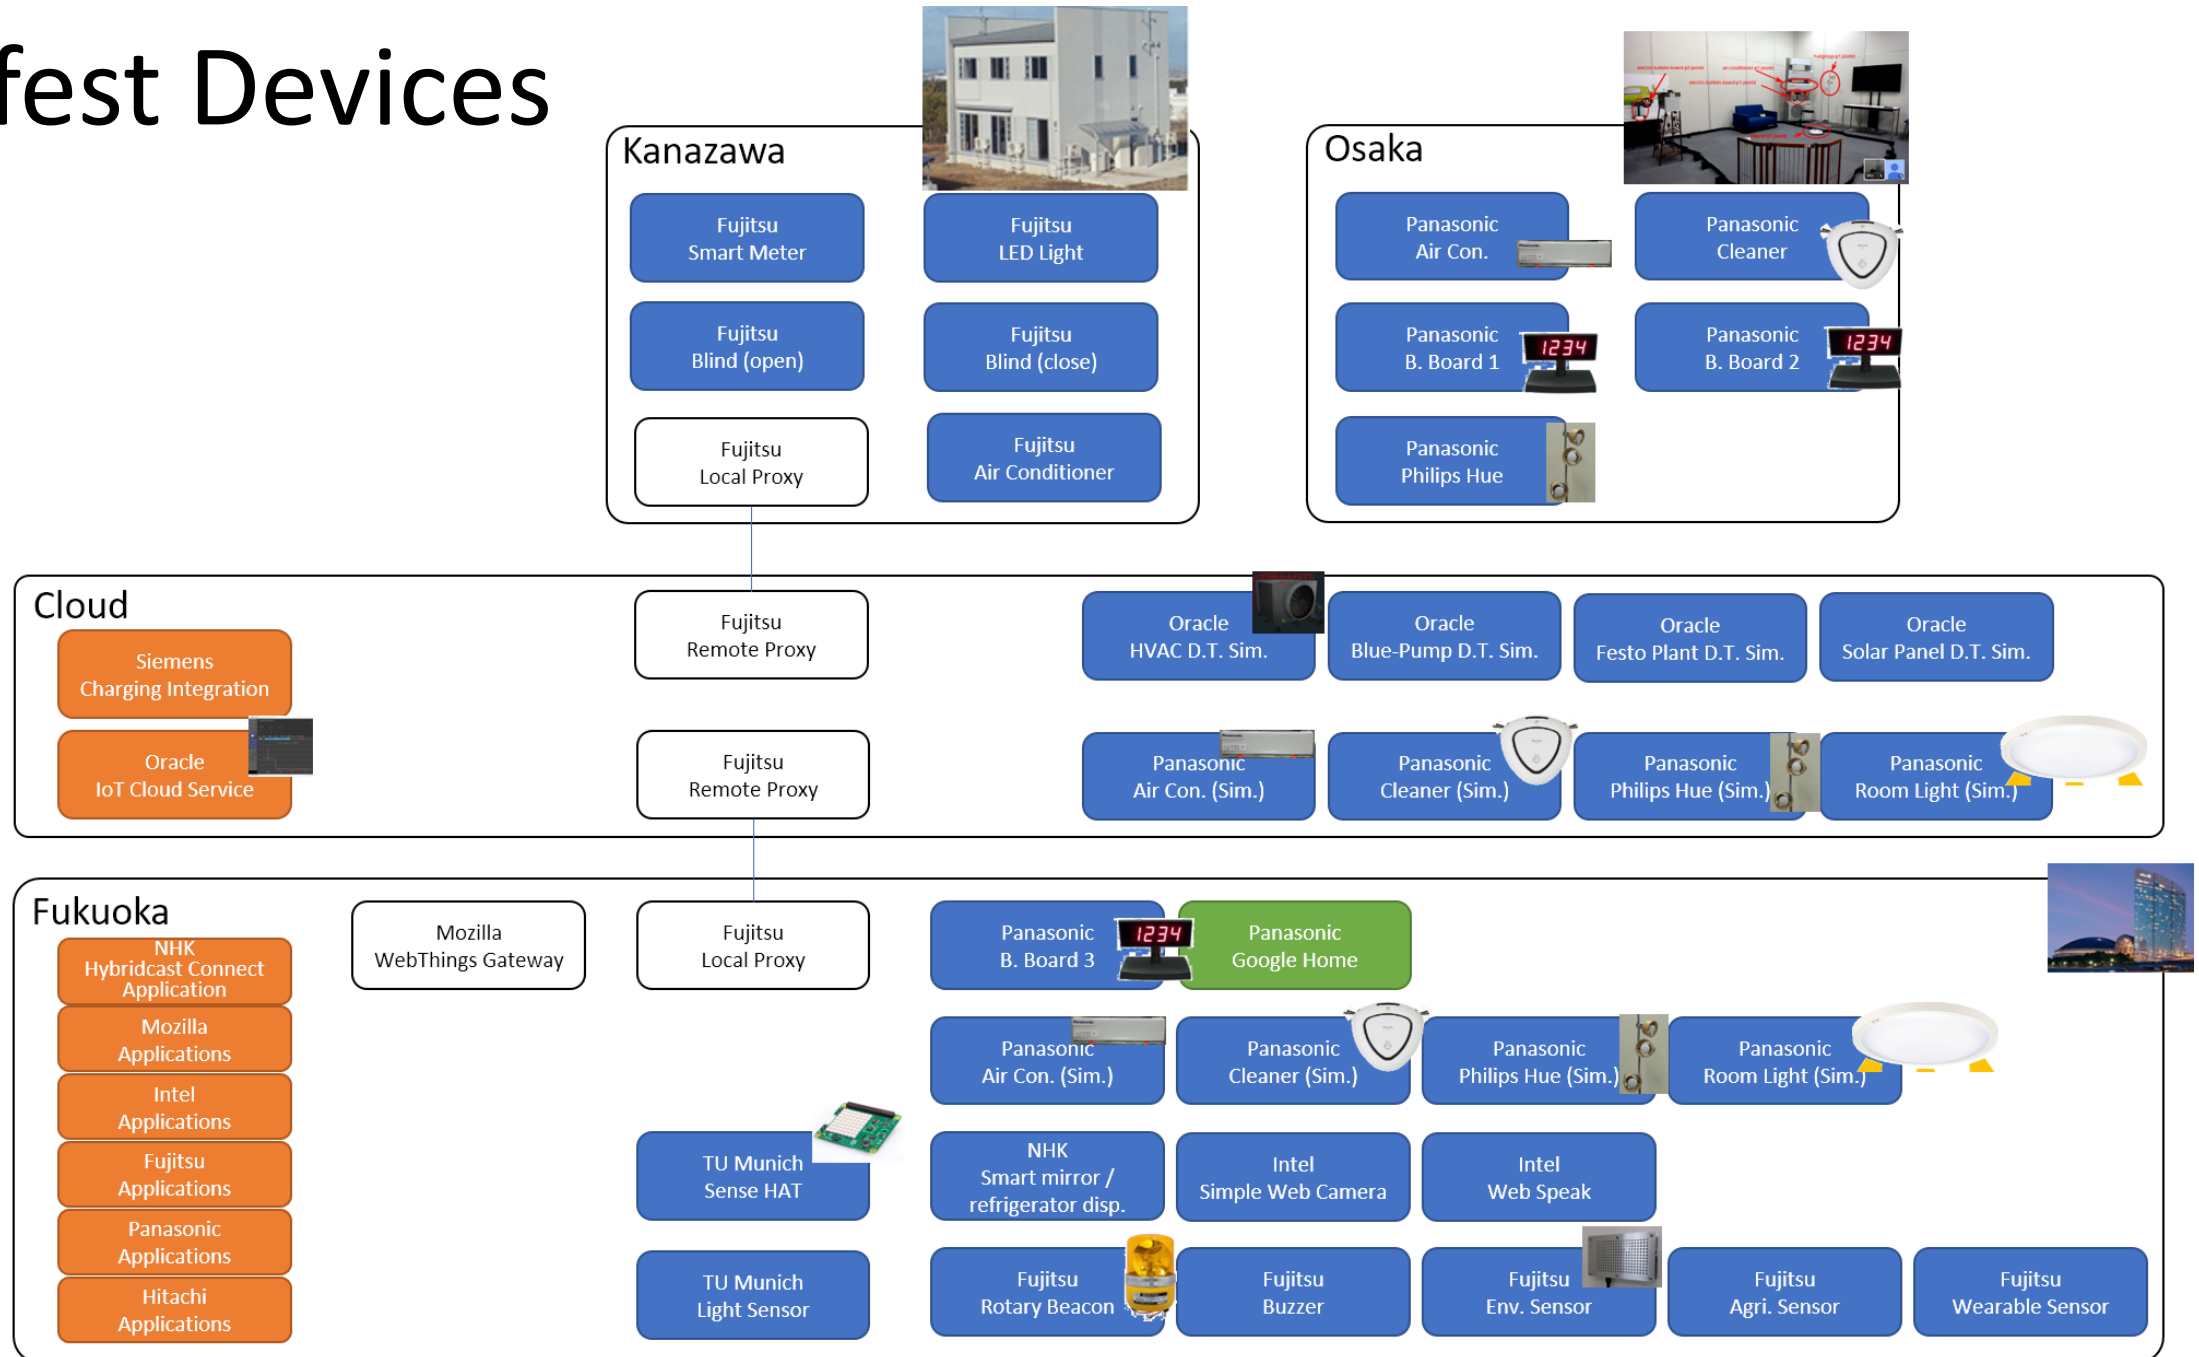 fest Devices
Kanazawa
Fujitsu
Smart Meter
Fujitsu
LED Light
Fujitsu
Blind (open)
Fujitsu
Blind (close)
Fujitsu
Local Proxy
Fujitsu
Air Conditioner
Osaka
Panasonic
Air Con.
Panasonic
Cleaner
Panasonic
B. Board 1
1234
Panasonic
B. Board 2
1234
Panasonic
Philips Hue
Cloud
Siemens
Charging Integration
Oracle
IoT Cloud Service
Fujitsu
Remote Proxy
Fujitsu
Remote Proxy
Oracle
HVAC D.T. Sim.
Oracle
Blue-Pump D.T. Sim.
Oracle
Festo Plant D.T. Sim.
Oracle
Solar Panel D.T. Sim.
Panasonic
Air Con. (Sim.)
Panasonic
Cleaner (Sim.)
Panasonic
Philips Hue (Sim.)
Panasonic
Room Light (Sim.)
Fukuoka
NHK
Hybridcast Connect
Application
Mozilla
Applications
Intel
Applications
Fujitsu
Applications
Panasonic
Applications
Hitachi
Applications
Mozilla
WebThings Gateway
Fujitsu
Local Proxy
Panasonic
B. Board 3
1234
Panasonic
Google Home
Panasonic
Air Con. (Sim.)
Panasonic
Cleaner (Sim.)
Panasonic
Philips Hue (Sim.)
Panasonic
Room Light (Sim.)
TU Munich
Sense HAT
NHK
Smart mirror /
refrigerator disp.
Intel
Simple Web Camera
Intel
Web Speak
TU Munich
Light Sensor
Fujitsu
Rotary Beacon
Fujitsu
Buzzer
Fujitsu
Env. Sensor
Fujitsu
Agri. Sensor
Fujitsu
Wearable Sensor